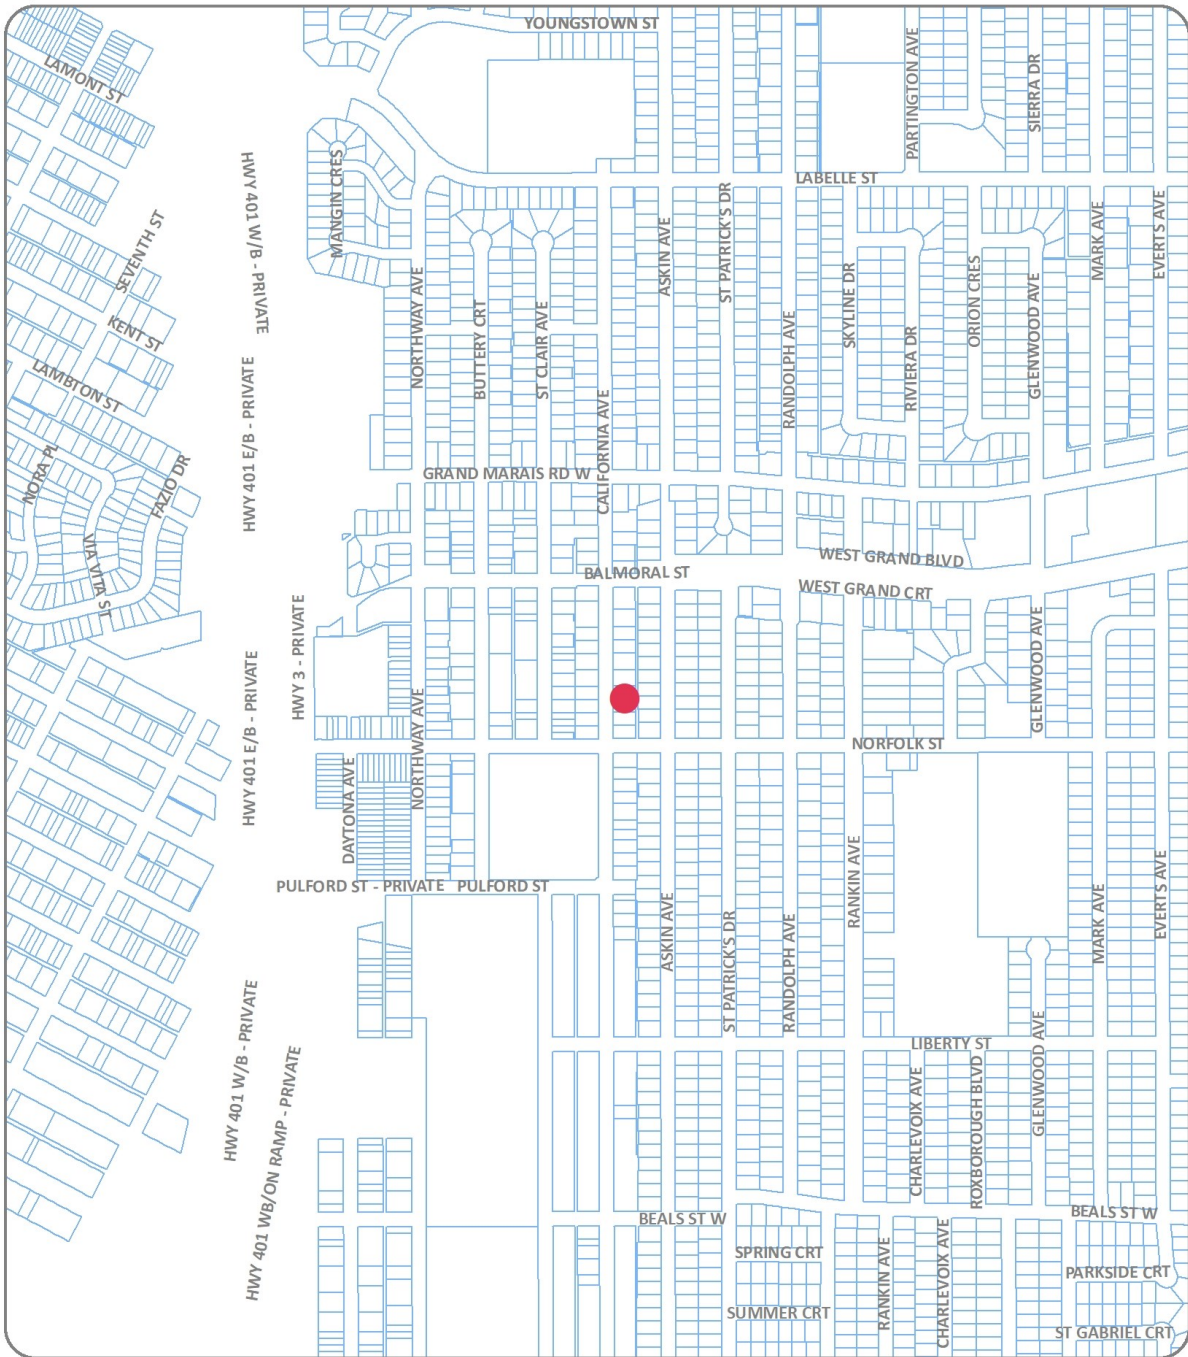 YOUNGSTOWN ST
LAMONT ST
PARTINGTON AVE
SIERRA DR
HWY 401 W/B - PRIVATE
MANGIN CRES
LABELLE ST
SEVENTH ST
NORTHWAY AVE
BUTTERY CRT
ST CLAIR AVE
ASKIN AVE
ST PATRICK'S DR
RANDOLPH AVE
SKYLINE DR
RIVIERA DR
ORION CRES
GLENWOOD AVE
MARK AVE
EVERTS AVE
KENT ST
LAMBTON ST
HWY 401 E/B - PRIVATE
CALIFORNIA AVE
NORA PL
FAZIO DR
GRAND MARAIS RD W
VIA VITA ST
WEST GRAND BLVD
BALMORAL ST
WEST GRAND CRT
HWY 3 - PRIVATE
HWY 401 E/B - PRIVATE
NORTHWAY AVE
GLENWOOD AVE
NORFOLK ST
DAYTONA AVE
RANKIN AVE
PULFORD ST - PRIVATE
PULFORD ST
ASKIN AVE
ST PATRICK'S DR
RANDOLPH AVE
MARK AVE
EVERTS AVE
HWY 401 W/B - PRIVATE
LIBERTY ST
HWY 401 WB/ON RAMP - PRIVATE
CHARLEVOIX AVE
ROXBOROUGH BLVD
GLENWOOD AVE
BEALS ST W
BEALS ST W
SPRING CRT
RANKIN AVE
CHARLEVOIX AVE
PARKSIDE CRT
SUMMER CRT
ST GABRIEL CRT